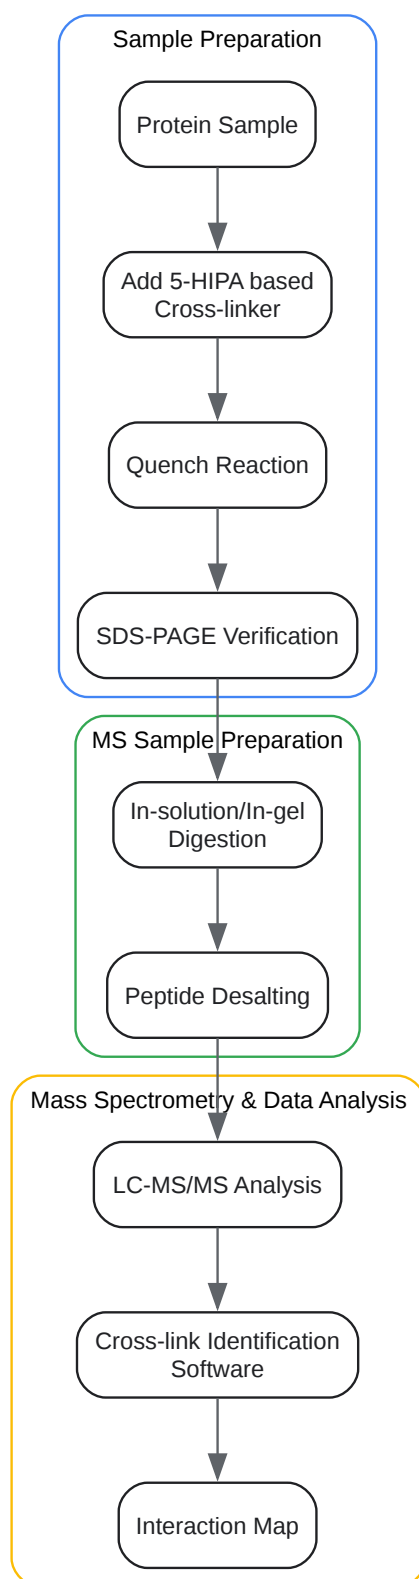 Sample Preparation
Protein Sample
Add 5-HIPA based
Cross-linker
Quench Reaction
SDS-PAGE Verification
MS Sample Preparation
In-solution/In-gel
Digestion
Peptide Desalting
Mass Spectrometry & Data Analysis
LC-MS/MS Analysis
Cross-link Identification
Software
Interaction Map